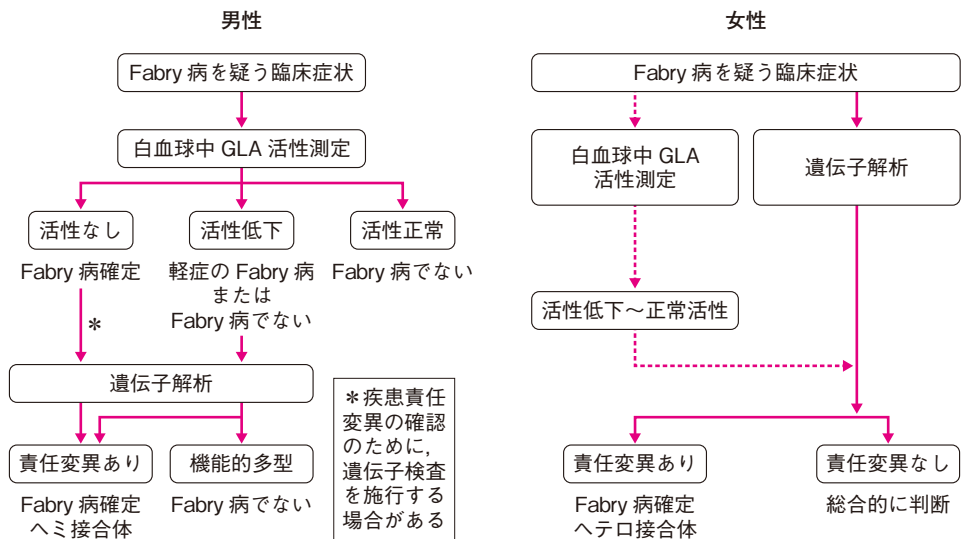 男性
Fabry 病を疑う臨床症状
白血球中 GLA 活性測定
活性なし
活性低下
活性正常
Fabry 病確定
軽症の Fabry 病
または
Fabry 病でない
Fabry 病でない
*
遺伝子解析
*疾患責任
変異の確認
のために,
遺伝子検査
を施行する
場合がある
責任変異あり
機能的多型
Fabry 病確定
ヘミ接合体
Fabry 病でない
女性
Fabry 病を疑う臨床症状
白血球中 GLA
活性測定
遺伝子解析
活性低下～正常活性
責任変異あり
責任変異なし
Fabry 病確定
ヘテロ接合体
総合的に判断